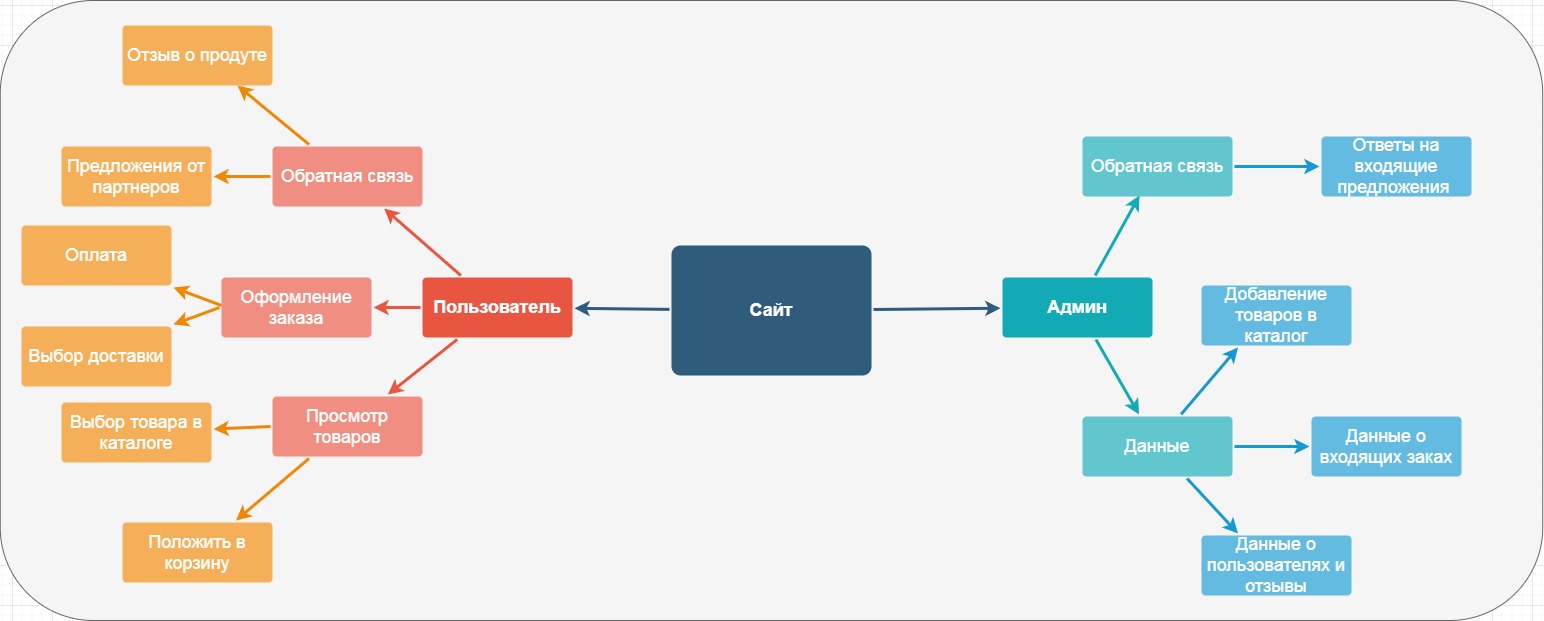 Отзыв о продуте
Предложения от
партнеров
Обратная связь
Оплата
Оформление
заказа
Выбор доставки
Пользователь
Просмотр
товаров
Выбор товара в
каталоге
Положить в
корзину
Сайт
Админ
Обратная связь
Ответы на
входящие
предложения
Добавление
товаров в
каталог
Данные
Данные о
входящих заках
Данные о
пользователях и
отзывы